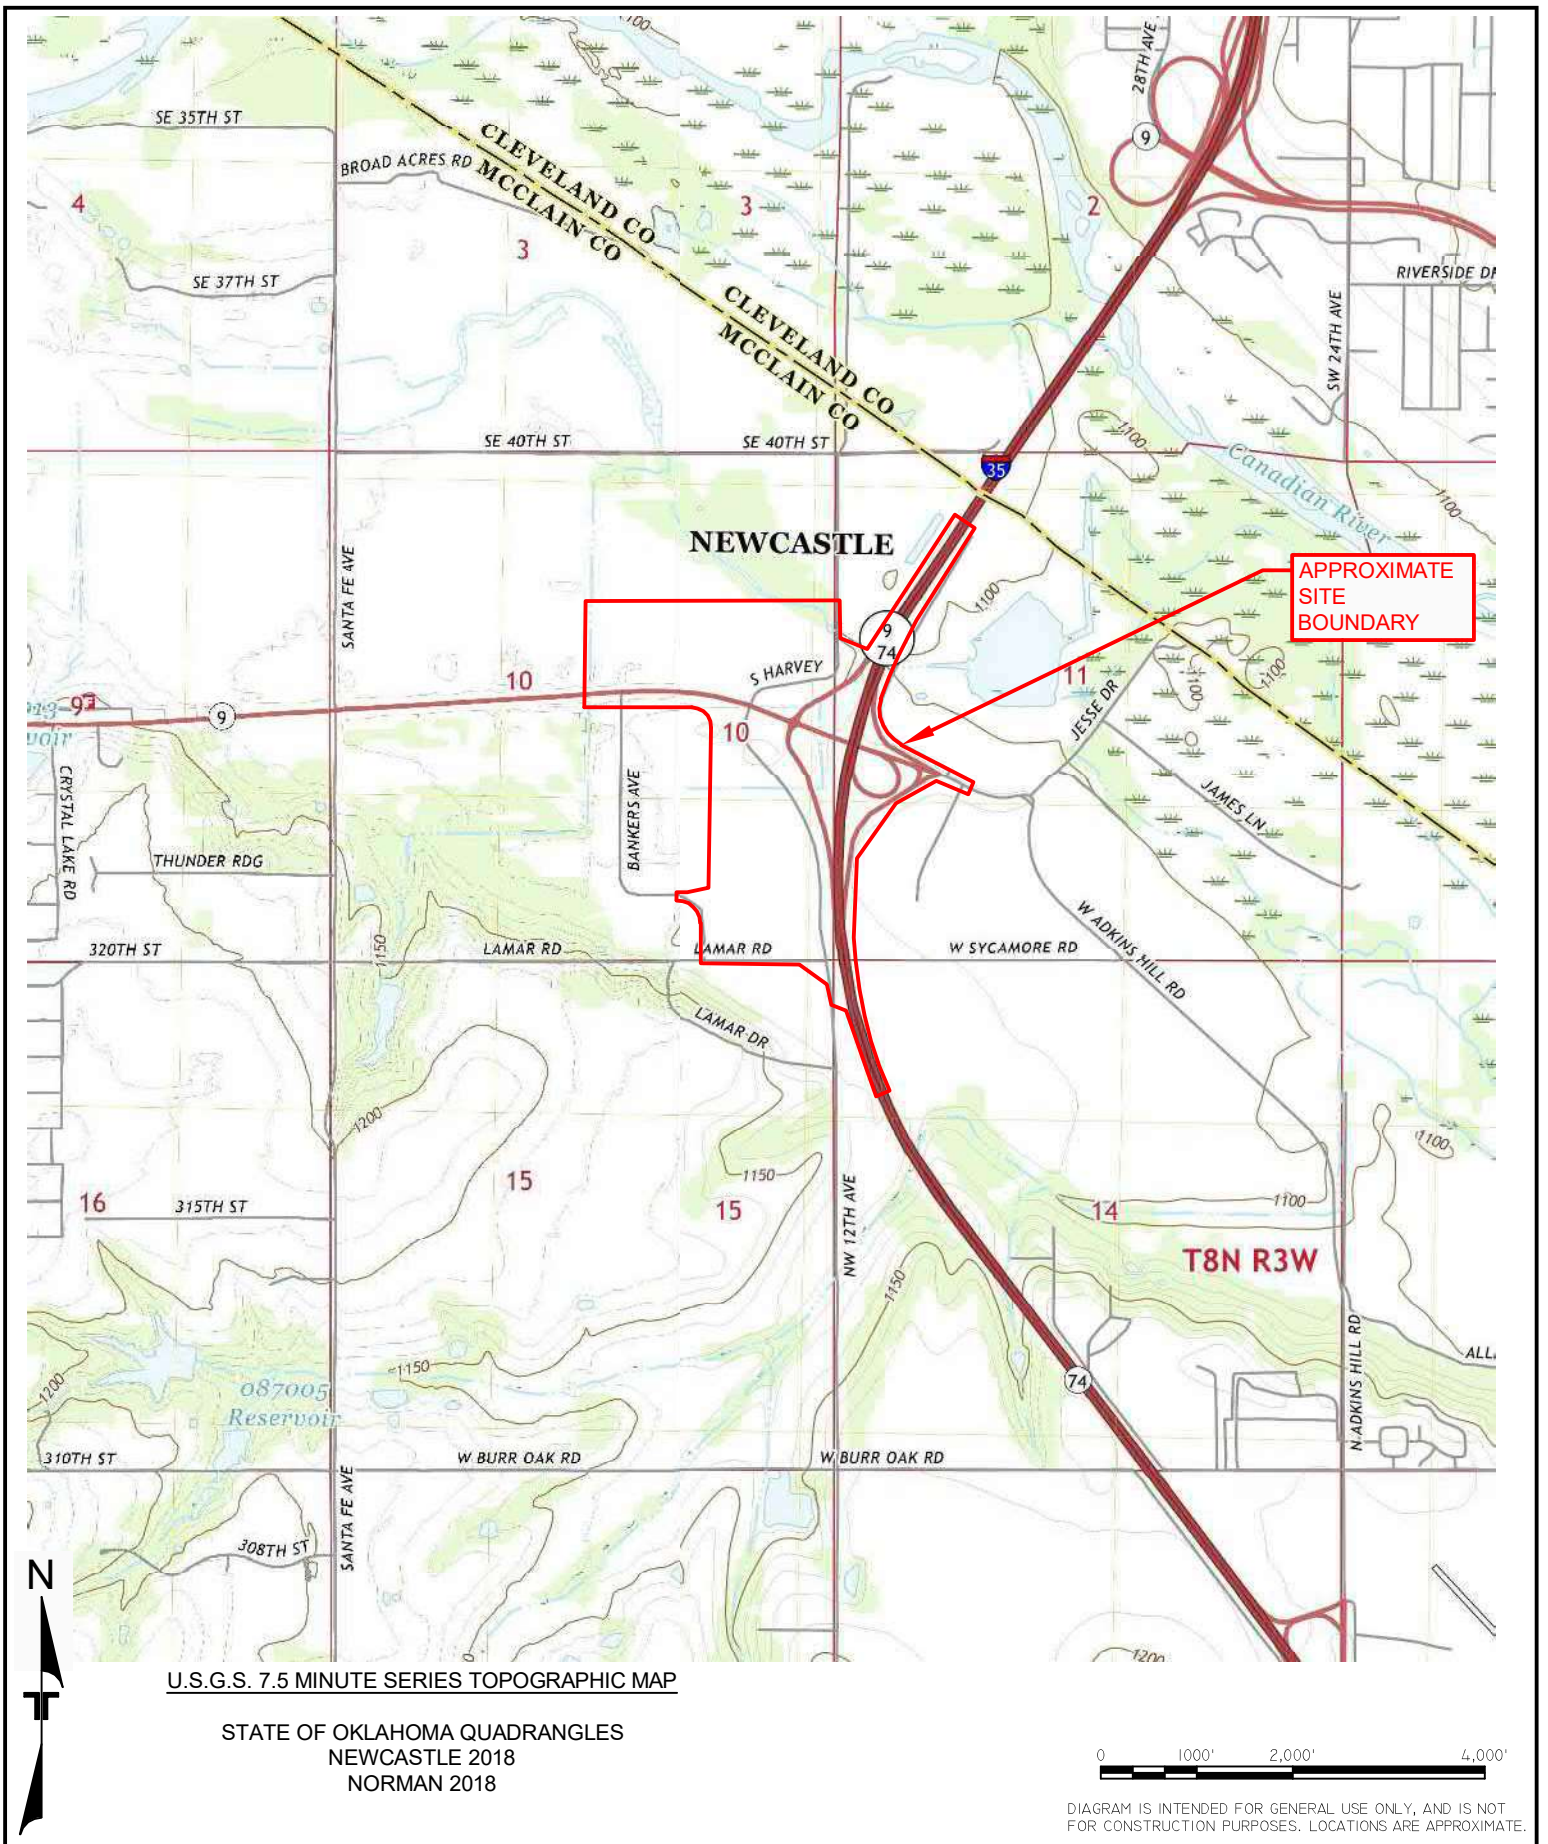 1100
28TH AVE
SE 35TH ST
9
CLEVELAND CO
MCCLAIN CO
BROAD ACRES RD
4
3
3
2
SE 37TH ST
RIVERSIDE DR
CLEVELAND CO
MCCLAIN CO
SW 24TH AVE
SE 40TH ST
SE 40TH ST
1100
35
Canadian River
1100
NEWCASTLE
SANTA FE AVE
APPROXIMATE
SITE
BOUNDARY
1100
9
74
S HARVEY
10
11
1100
1100
9
9
10
JESSE DR
CRYSTAL LAKE RD
BANKERS AVE
JAMES LN
THUNDER RDG
W ADKINS HILL RD
320TH ST
1150
LAMAR RD
LAMAR RD
W SYCAMORE RD
LAMAR DR
1200
1100
15
1150
16
315TH ST
15
NW 12TH AVE
14
1100
T8N R3W
1150
N ADKINS HILL RD
ALL
1200
087005
Reservoir
1150
74
310TH ST
W BURR OAK RD
W BURR OAK RD
SANTA FE AVE
308TH ST
1200
N
U.S.G.S. 7.5 MINUTE SERIES TOPOGRAPHIC MAP
STATE OF OKLAHOMA QUADRANGLES
NEWCASTLE 2018
NORMAN 2018
0 1000' 2,000' 4,000'
DIAGRAM IS INTENDED FOR GENERAL USE ONLY, AND IS NOT
FOR CONSTRUCTION PURPOSES. LOCATIONS ARE APPROXIMATE.